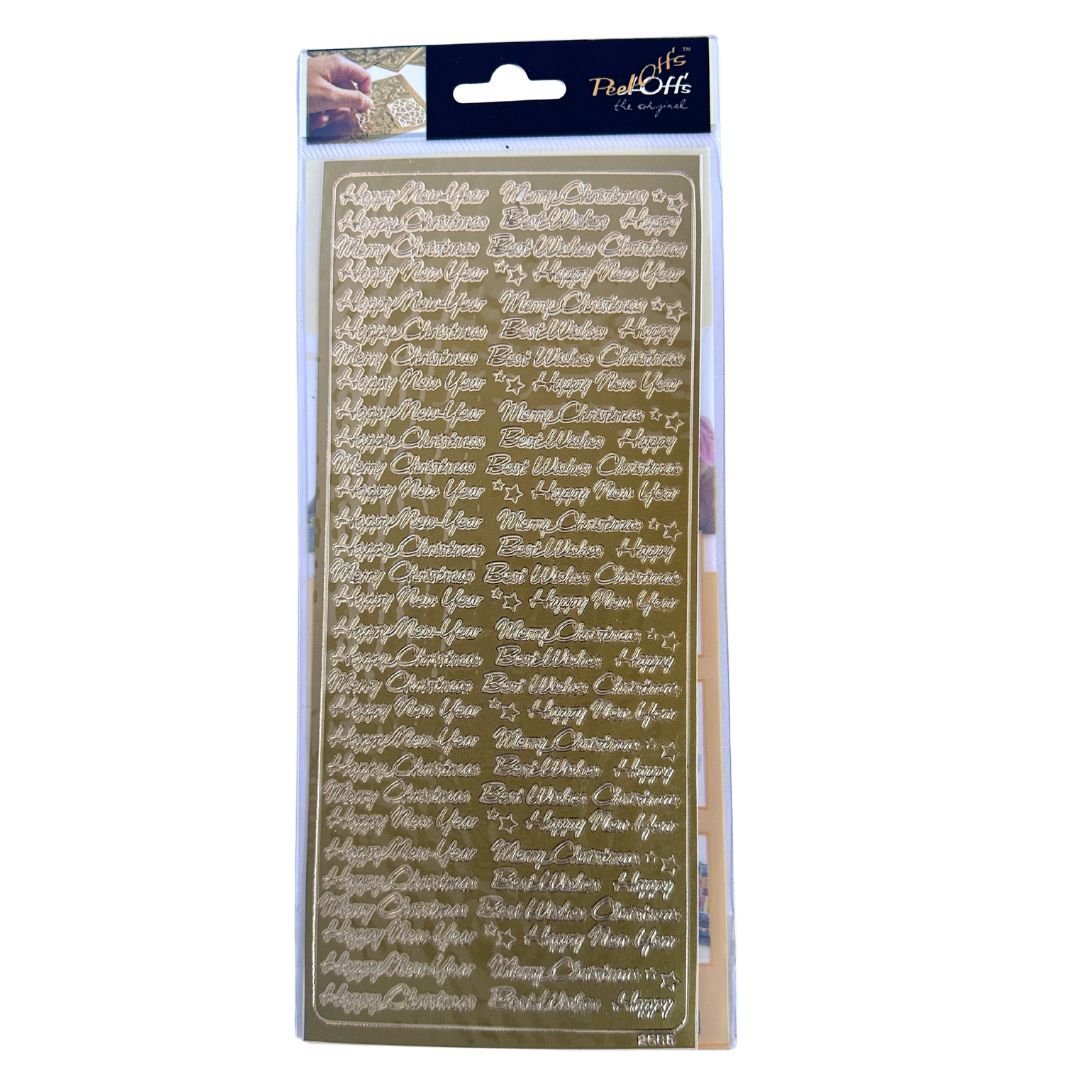 Peel-Off's™
Off's
the original
Happy New Year Merry Christmas
Happy Christmas Best Wishes Happy
Merry Christmas Best Wishes Christmas
Happy New Year Happy New Year
Happy New Year Merry Christmas
Happy Christmas Best Wishes Happy
Merry Christmas Best Wishes Christmas
Happy New Year Happy New Year
Happy New Year Merry Christmas
Happy Christmas Best Wishes Happy
Merry Christmas Best Wishes Christmas
Happy New Year Happy New Year
Happy New Year Merry Christmas
Happy Christmas Best Wishes Happy
Merry Christmas Best Wishes Christmas
Happy New Year Happy New Year
Happy New Year Merry Christmas
Happy Christmas Best Wishes Happy
Merry Christmas Best Wishes Christmas
Happy New Year Happy New Year
Happy New Year Merry Christmas
Happy Christmas Best Wishes Happy
Merry Christmas Best Wishes Christmas
Happy New Year Happy New Year
Happy New Year Merry Christmas
Happy Christmas Best Wishes Happy
Merry Christmas Best Wishes Christmas
Happy New Year Happy New Year
Happy New Year Merry Christmas
Happy Christmas Best Wishes Happy